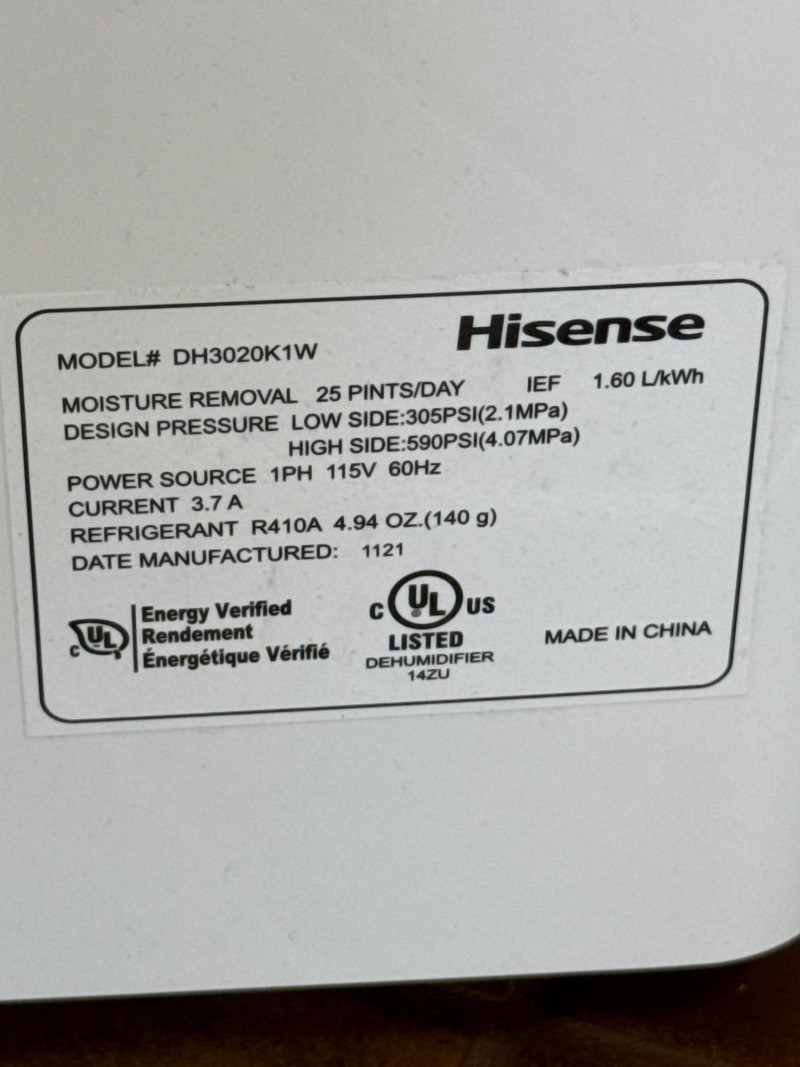 Hisense
MODEL# DH3020K1W
MOISTURE REMOVAL 25 PINTS/DAY IEF 1.60 L/kWh
DESIGN PRESSURE LOW SIDE:305PSI(2.1MPa)
HIGH SIDE:590PSI(4.07MPa)
POWER SOURCE 1PH 115V 60Hz
CURRENT 3.7 A
REFRIGERANT R410A 4.94 OZ.(140 g)
DATE MANUFACTURED: 1121
C UL
Energy Verified
Rendement
Énergétique Vérifié
C UL ® US
LISTED
DEHUMIDIFIER
14ZU
MADE IN CHINA